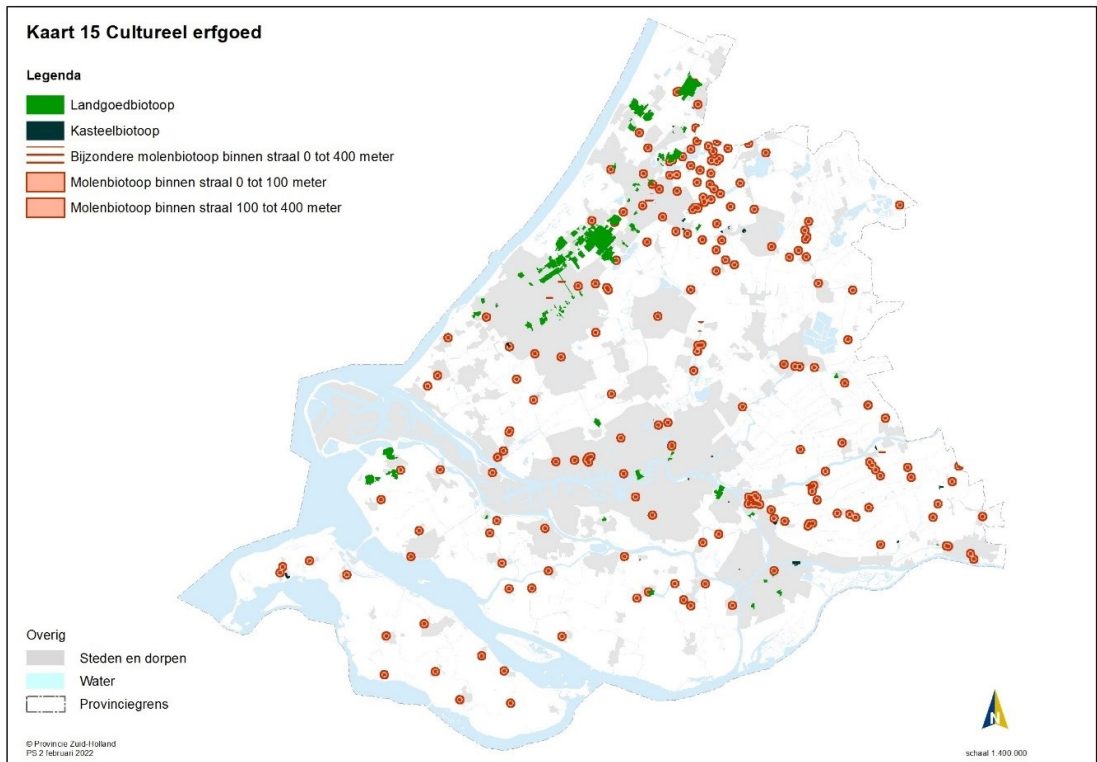 Kaart 15 Cultureel erfgoed
Legenda
Landgoedbiotoop
Kasteelbiotoop
Bijzondere molenbiotoop binnen straal 0 tot 400 meter
Molenbiotoop binnen straal 0 tot 100 meter
Molenbiotoop binnen straal 100 tot 400 meter
Overig
Steden en dorpen
Water
Provinciegrens
© Provincie Zuid-Holland
PS 2 februari 2022
N
schaal 1:400.000